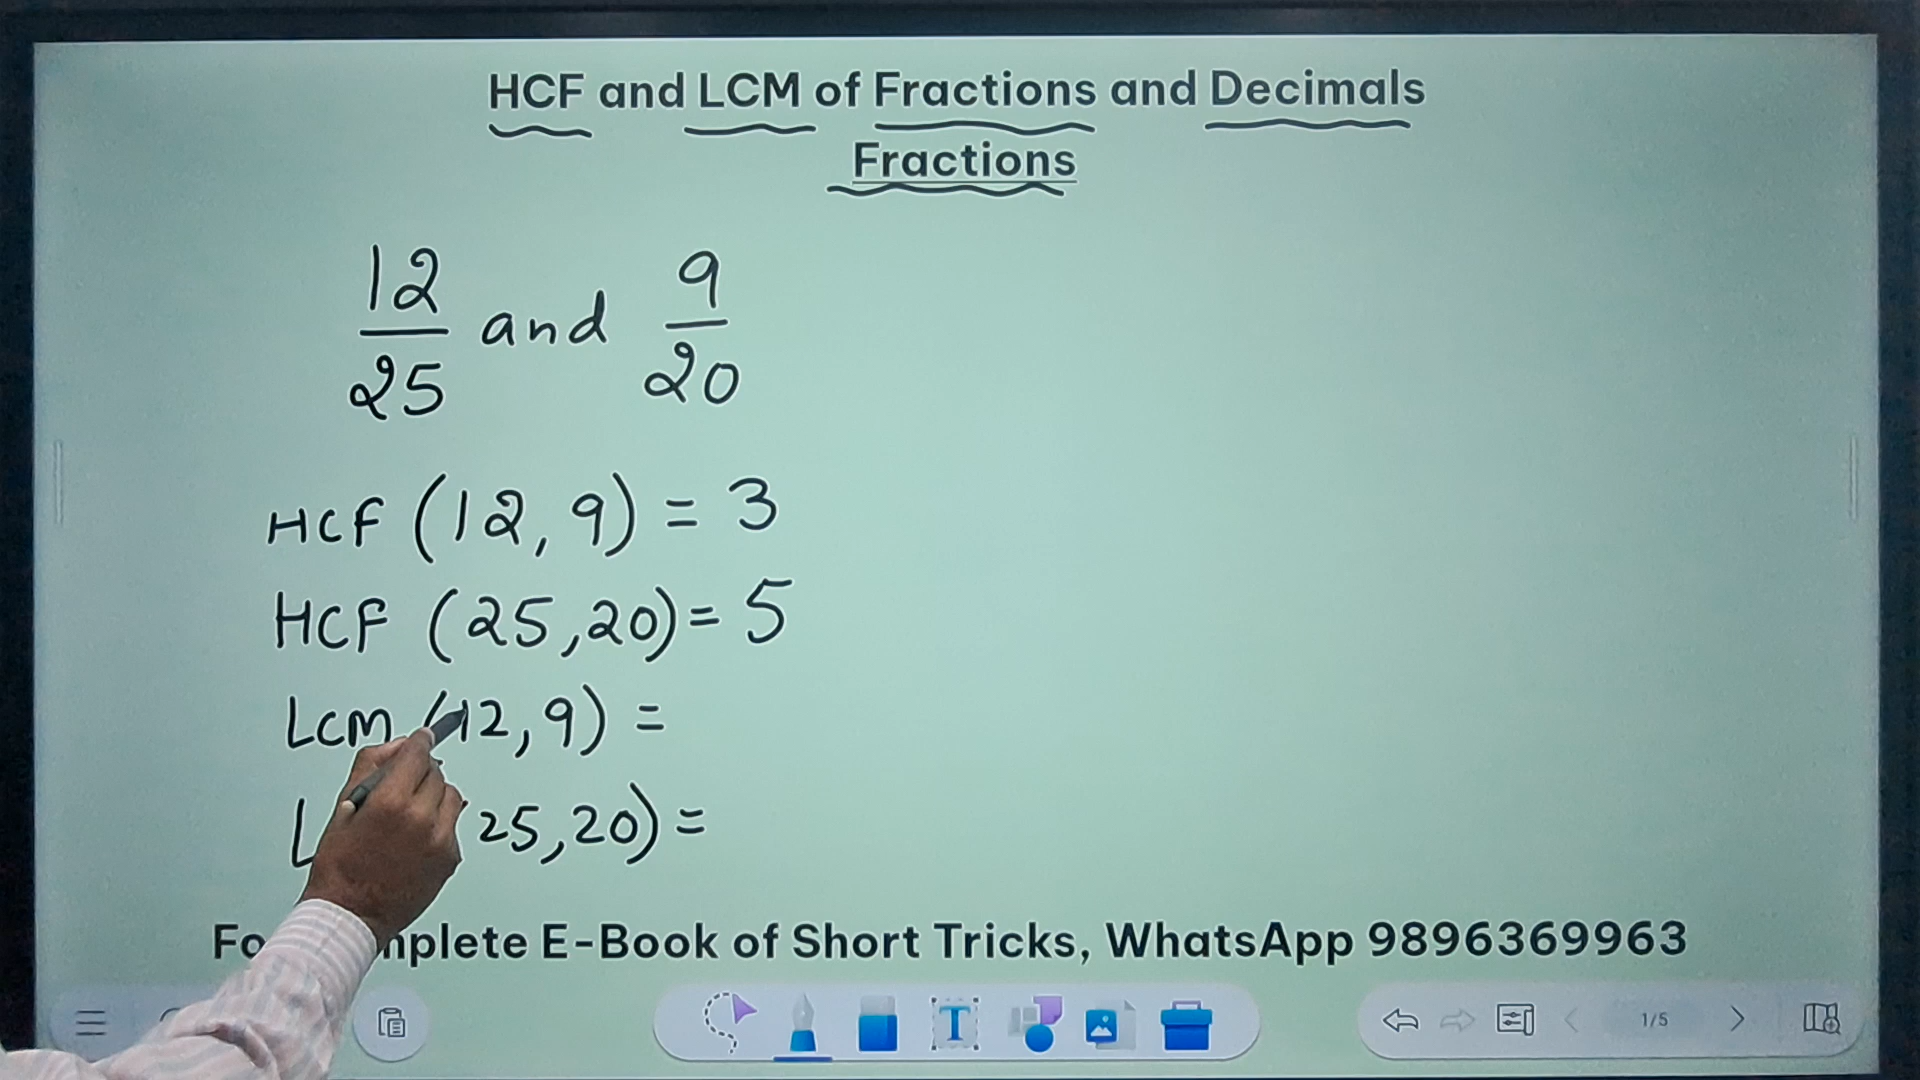 HCF and LCM of Fractions and Decimals
Fractions
12/25 and 9/20
HCF (12, 9) = 3
HCF (25, 20) = 5
LCM (12, 9) =
(25, 20) =
E-Book of Short Tricks, WhatsApp 9896369963
1/5